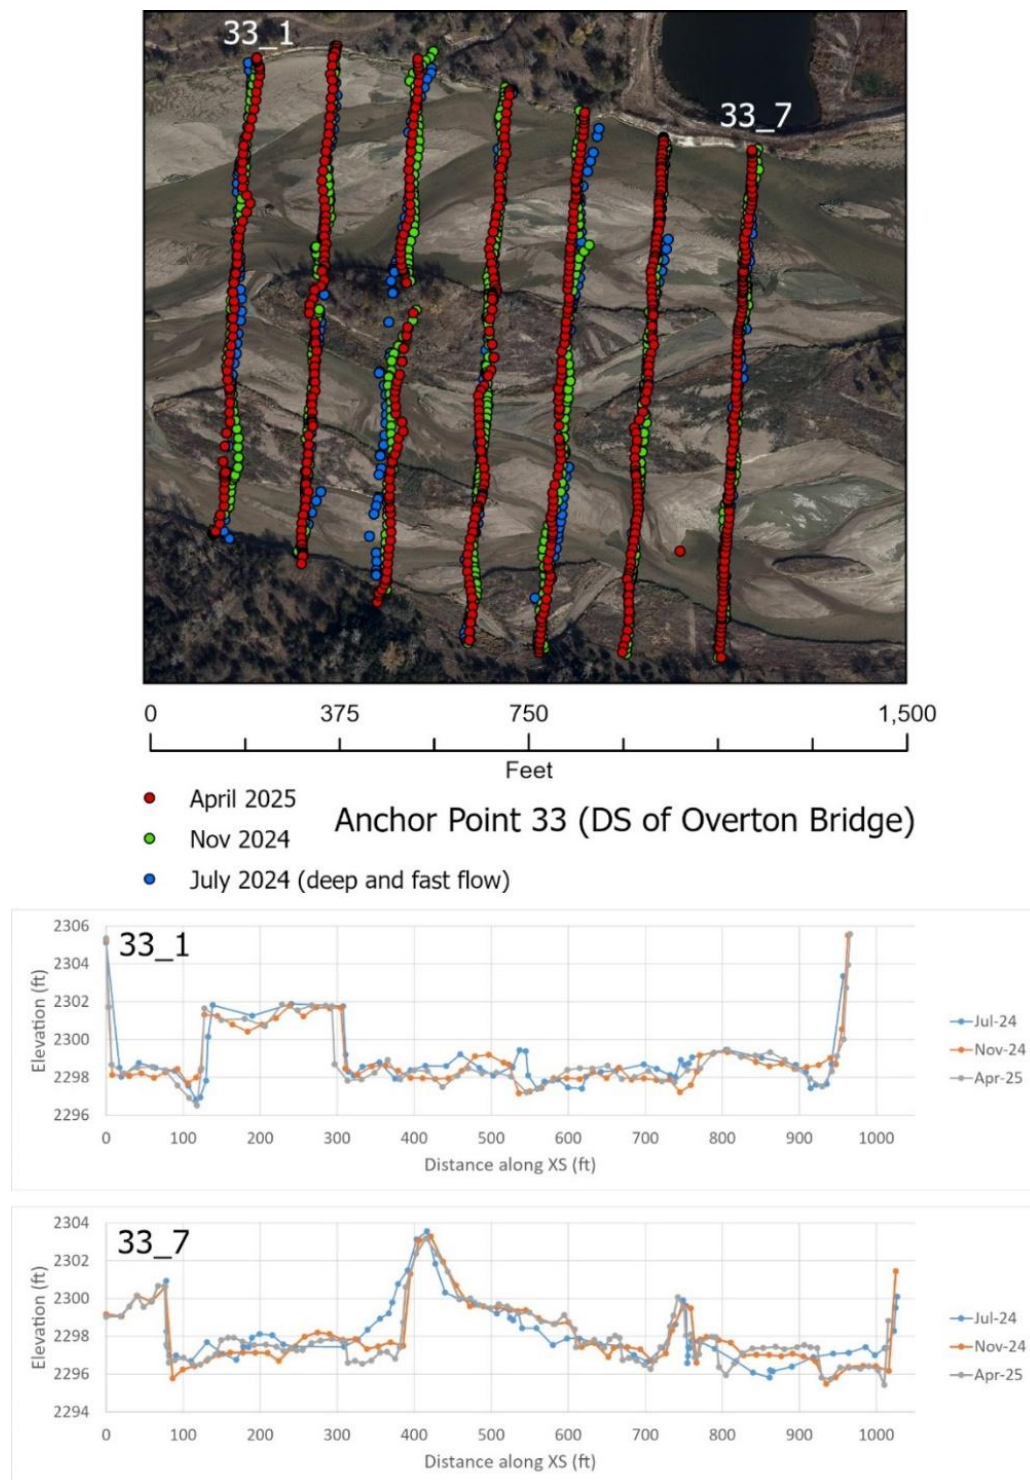 33_1
33_7
0 375 750 1,500
Feet
April 2025
Nov 2024
July 2024 (deep and fast flow)
Anchor Point 33 (DS of Overton Bridge)
33_1
Elevation (ft)
2306
2304
2302
2300
2298
2296
0 100 200 300 400 500 600 700 800 900 1000
Distance along XS (ft)
Jul-24
Nov-24
Apr-25
33_7
Elevation (ft)
2304
2302
2300
2298
2296
2294
0 100 200 300 400 500 600 700 800 900 1000
Distance along XS (ft)
Jul-24
Nov-24
Apr-25